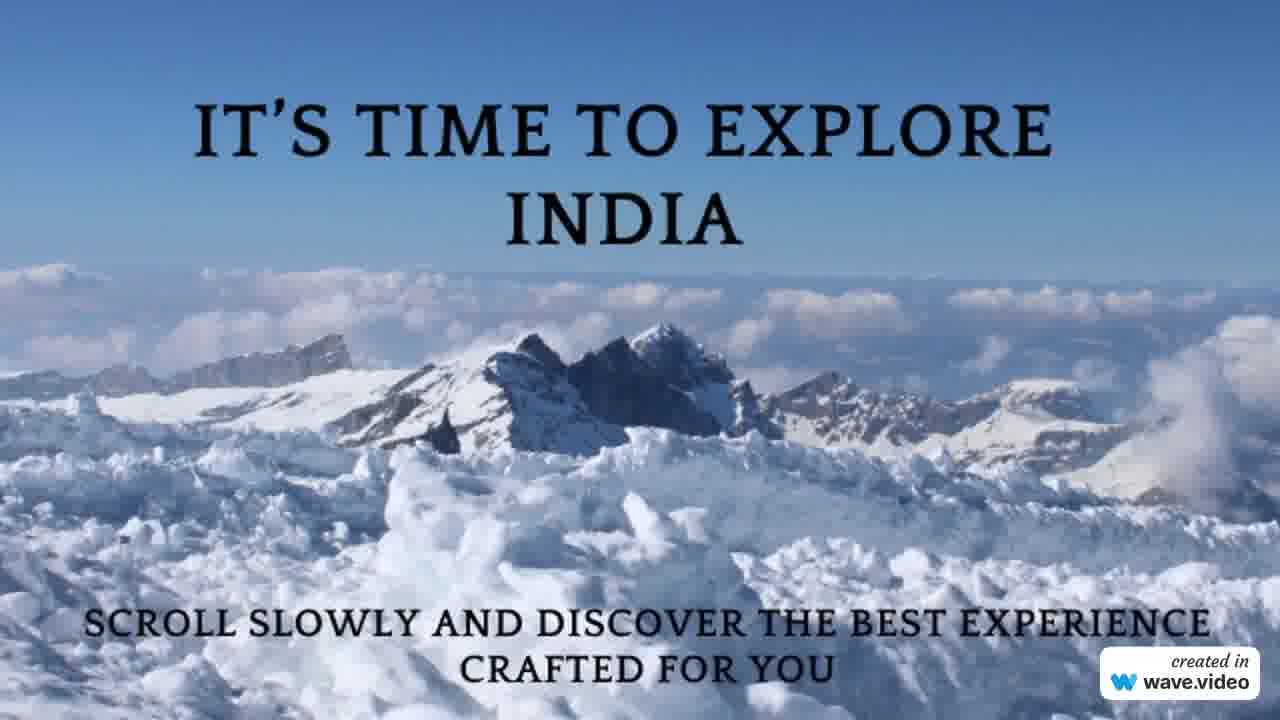 IT'S TIME TO EXPLORE
INDIA
SCROLL SLOWLY AND DISCOVER THE BEST EXPERIENCE
CRAFTED FOR YOU
created in
wave.video